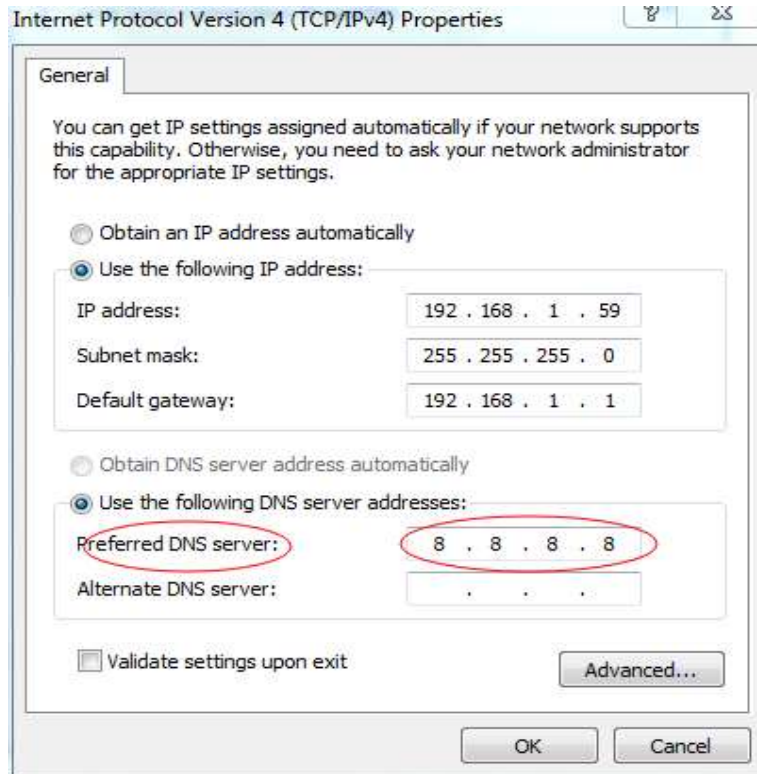 Internet Protocol Version 4 (TCP/IPv4) Properties
?
General
You can get IP settings assigned automatically if your network supports
this capability. Otherwise, you need to ask your network administrator
for the appropriate IP settings.
Obtain an IP address automatically
Use the following IP address:
IP address: 192 . 168 . 1 . 59
Subnet mask: 255 . 255 . 255 . 0
Default gateway: 192 . 168 . 1 . 1
Obtain DNS server address automatically
Use the following DNS server addresses:
Preferred DNS server: 8 . 8 . 8 . 8
Alternate DNS server: . . .
Validate settings upon exit
Advanced...
OK Cancel